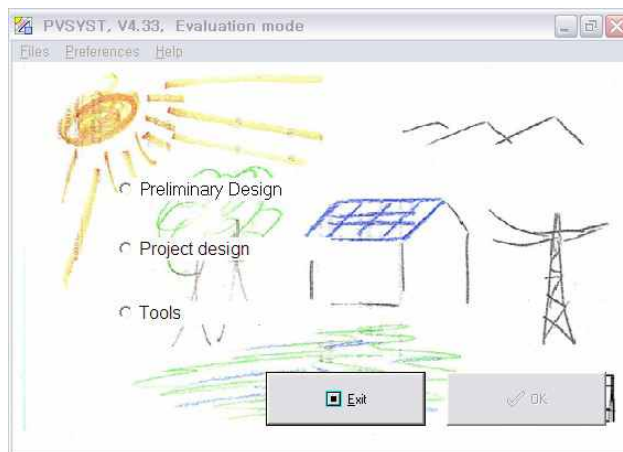 PVSYST, V4.33, Evaluation mode
Files Preferences Help
Preliminary Design
Project design
Tools
Exit OK